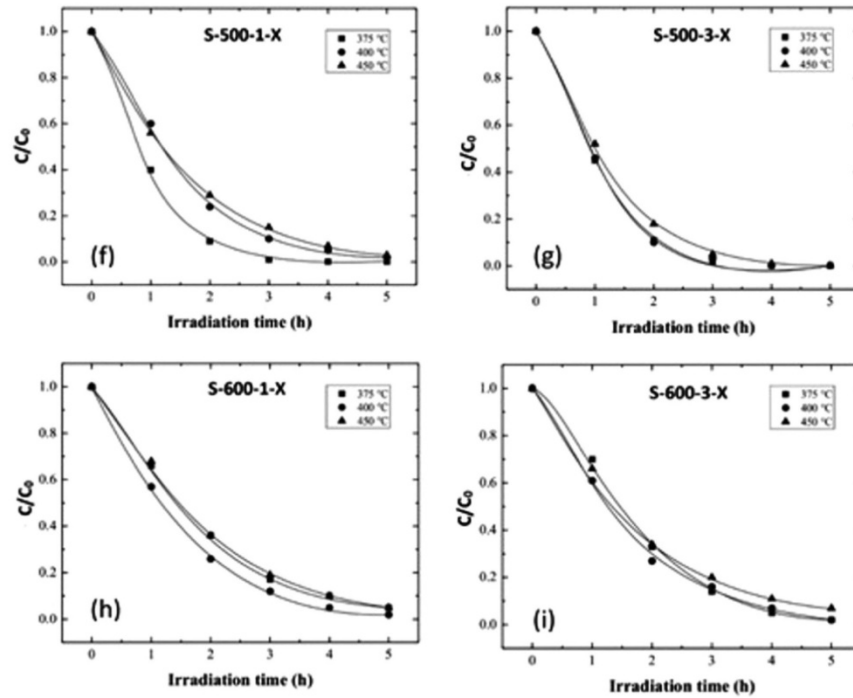 S-500-1-X
375 °C
400 °C
450 °C
1.0
0.8
0.6
0.4
0.2
0.0
C/C₀
(f)
0 1 2 3 4 5
Irradiation time (h)
S-500-3-X
375 °C
400 °C
450 °C
1.0
0.8
0.6
0.4
0.2
0.0
C/C₀
(g)
0 1 2 3 4 5
Irradiation time (h)
S-600-1-X
375 °C
400 °C
450 °C
1.0
0.8
0.6
0.4
0.2
0.0
C/C₀
(h)
0 1 2 3 4 5
Irradiation time (h)
S-600-3-X
375 °C
400 °C
450 °C
1.0
0.8
0.6
0.4
0.2
0.0
C/C₀
(i)
0 1 2 3 4 5
Irradiation time (h)